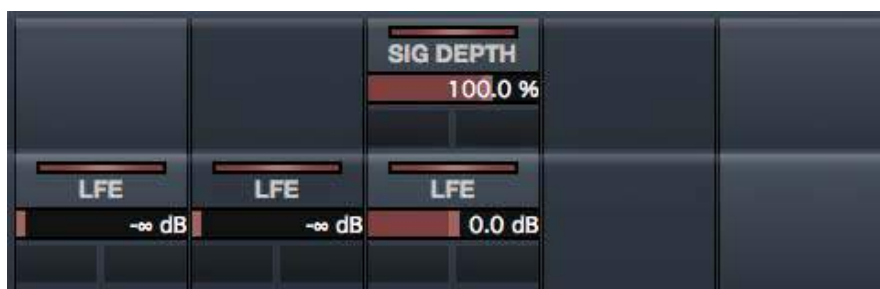 SIG DEPTH
100.0 %
LFE LFE LFE
-∞ dB -∞ dB 0.0 dB